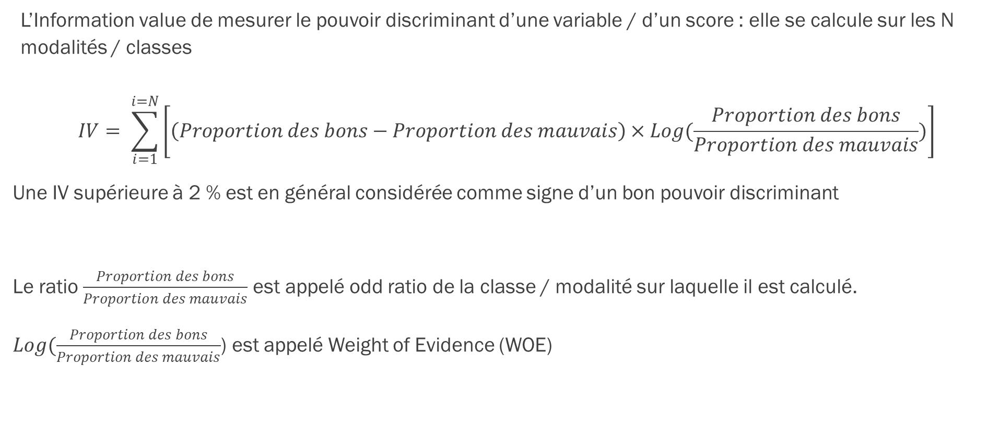 L’Information value de mesurer le pouvoir discriminant d’une variable / d’un score : elle se calcule sur les N
modalités / classes
IV = \sum_{i=1}^{i=N} [(Proportion des bons − Proportion des mauvais) × Log(\frac{Proportion des bons}{Proportion des mauvais})]
Une IV supérieure à 2 % est en général considérée comme signe d’un bon pouvoir discriminant
Le ratio \frac{Proportion des bons}{Proportion des mauvais} est appelé odd ratio de la classe / modalité sur laquelle il est calculé.
Log(\frac{Proportion des bons}{Proportion des mauvais}) est appelé Weight of Evidence (WOE)